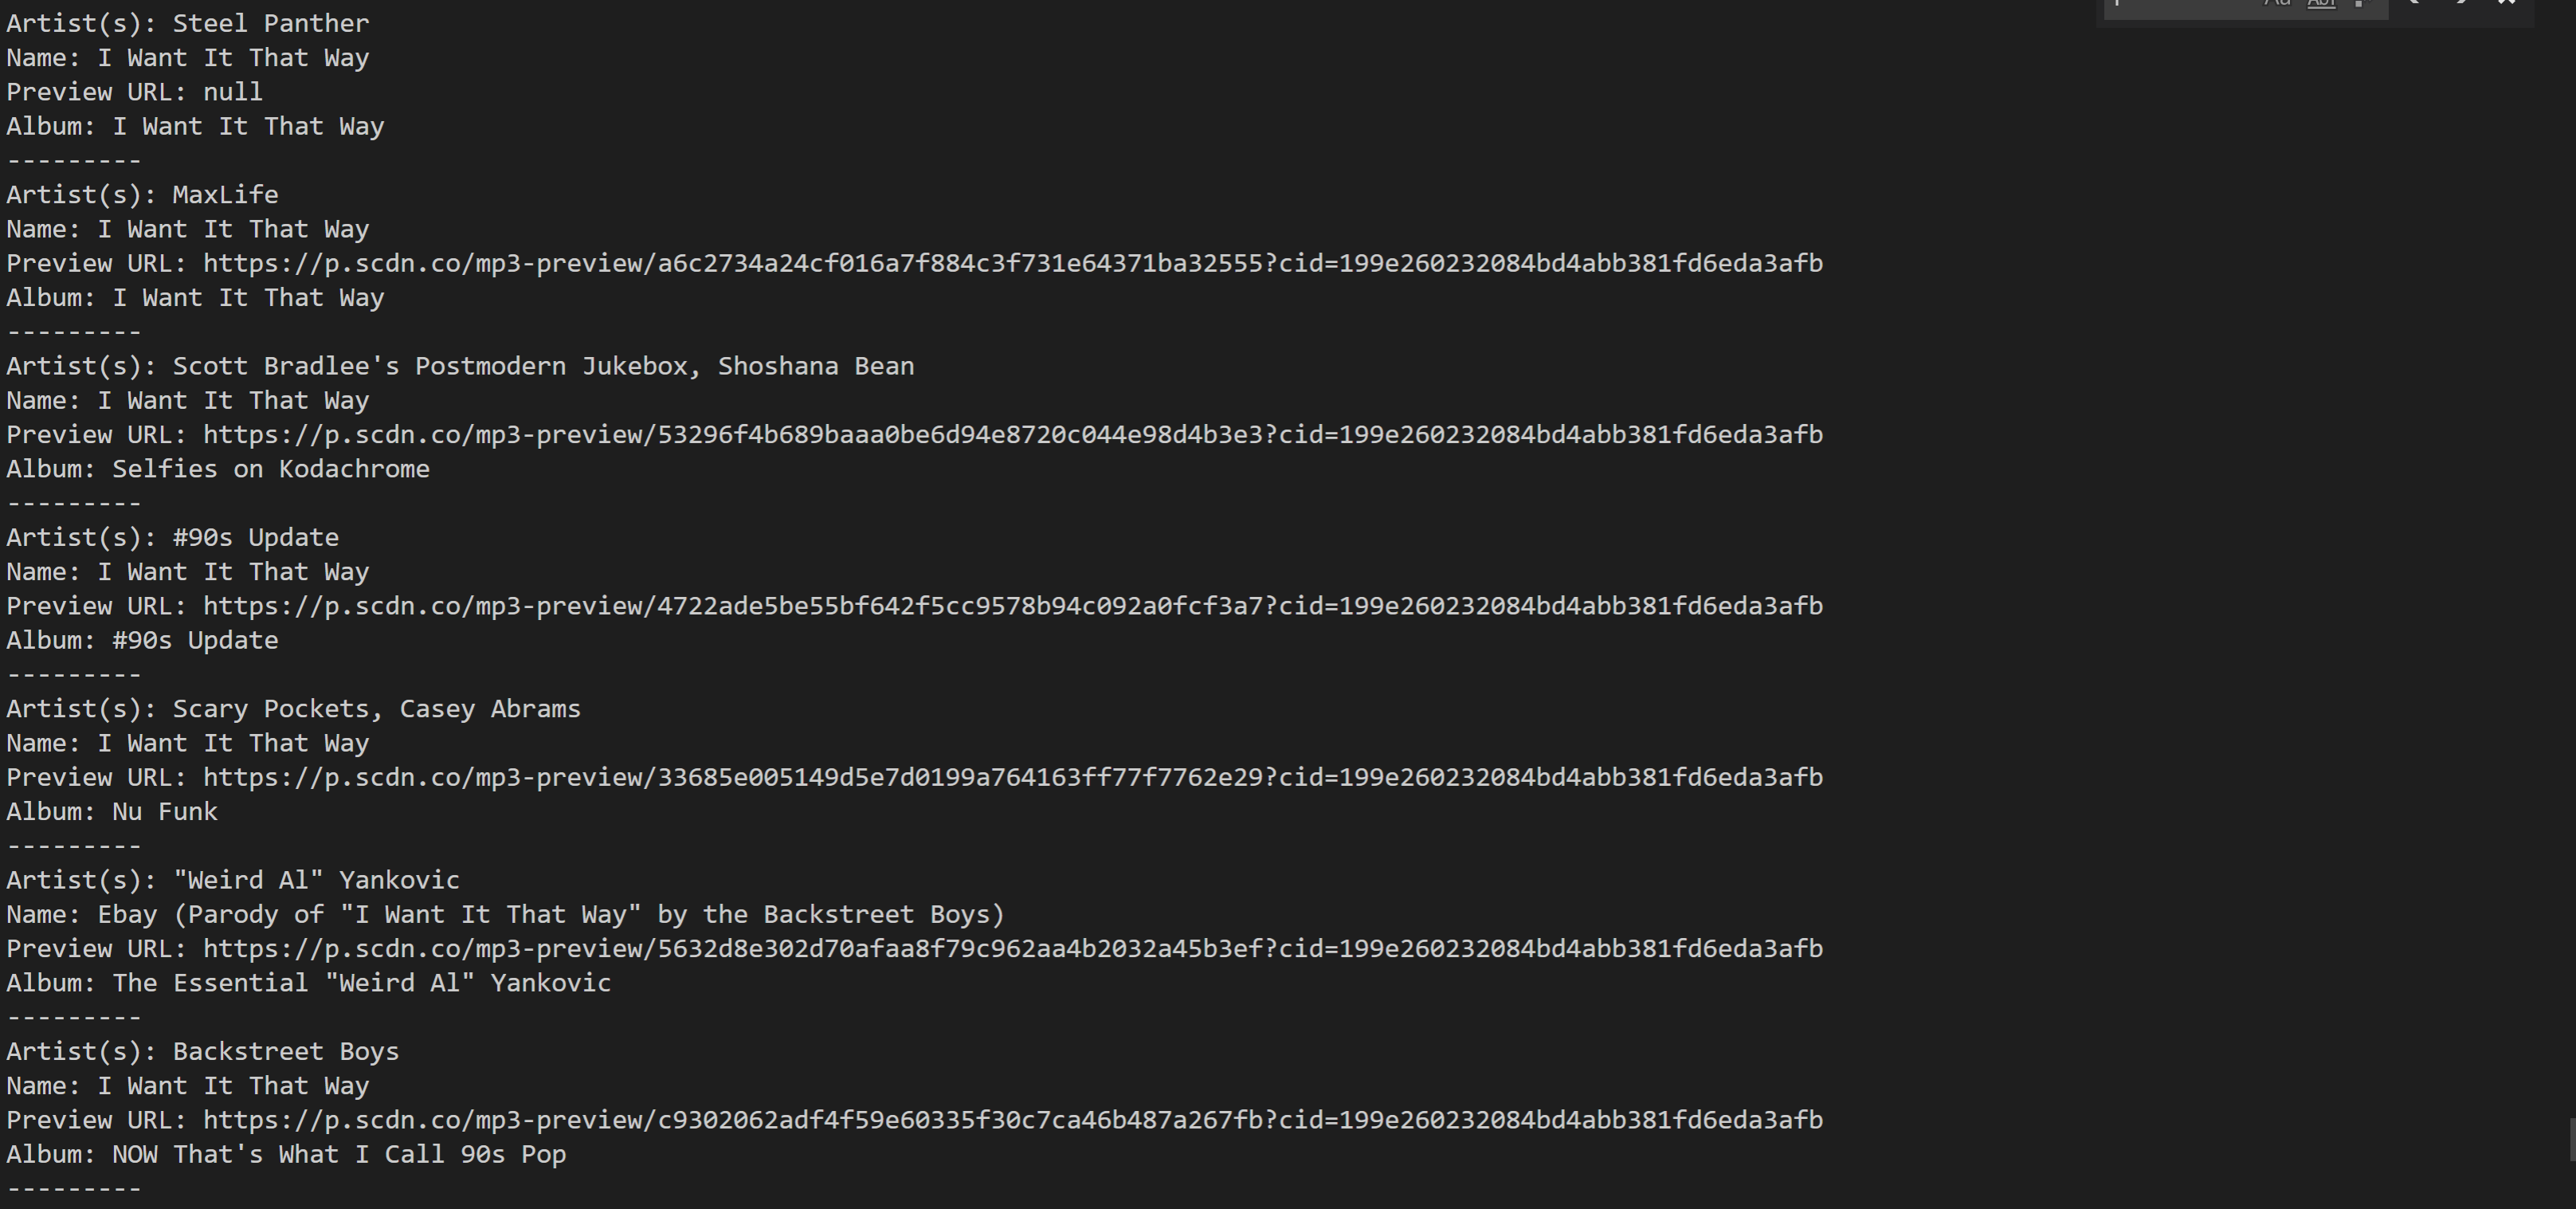 Artist(s): Steel Panther
Name: I Want It That Way
Preview URL: null
Album: I Want It That Way
---------
Artist(s): MaxLife
Name: I Want It That Way
Preview URL: https://p.scdn.co/mp3-preview/a6c2734a24cf016a7f884c3f731e64371ba32555?cid=199e260232084bd4abb381fd6eda3afb
Album: I Want It That Way
---------
Artist(s): Scott Bradlee's Postmodern Jukebox, Shoshana Bean
Name: I Want It That Way
Preview URL: https://p.scdn.co/mp3-preview/53296f4b689baaa0be6d94e8720c044e98d4b3e3?cid=199e260232084bd4abb381fd6eda3afb
Album: Selfies on Kodachrome
---------
Artist(s): #90s Update
Name: I Want It That Way
Preview URL: https://p.scdn.co/mp3-preview/4722ade5be55bf642f5cc9578b94c092a0fcf3a7?cid=199e260232084bd4abb381fd6eda3afb
Album: #90s Update
---------
Artist(s): Scary Pockets, Casey Abrams
Name: I Want It That Way
Preview URL: https://p.scdn.co/mp3-preview/33685e005149d5e7d0199a764163ff77f7762e29?cid=199e260232084bd4abb381fd6eda3afb
Album: Nu Funk
---------
Artist(s): "Weird Al" Yankovic
Name: Ebay (Parody of "I Want It That Way" by the Backstreet Boys)
Preview URL: https://p.scdn.co/mp3-preview/5632d8e302d70afaa8f79c962aa4b2032a45b3ef?cid=199e260232084bd4abb381fd6eda3afb
Album: The Essential "Weird Al" Yankovic
---------
Artist(s): Backstreet Boys
Name: I Want It That Way
Preview URL: https://p.scdn.co/mp3-preview/c9302062adf4f59e60335f30c7ca46b487a267fb?cid=199e260232084bd4abb381fd6eda3afb
Album: NOW That's What I Call 90s Pop
---------